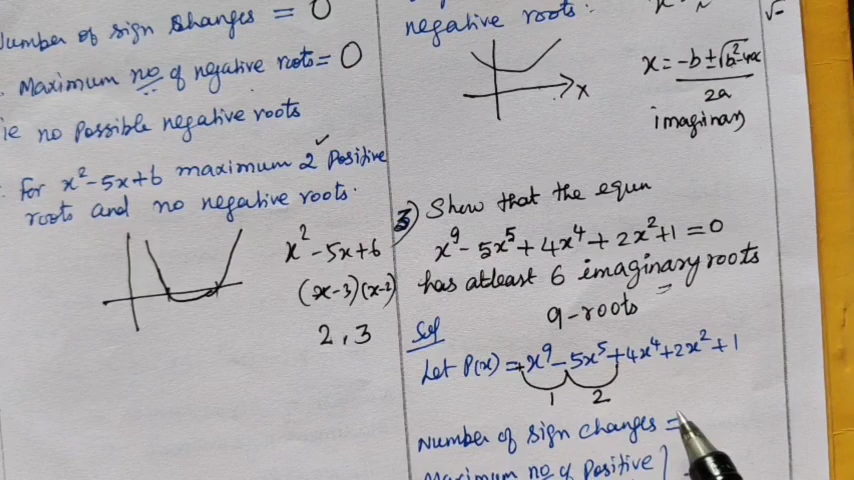 Number of sign changes = 0
Maximum no of negative roots = 0
ie no possible negative roots
For x² - 5x + 6 maximum 2 positive
roots and no negative roots.
x² - 5x + 6
(x-3)(x-2)
2, 3
negative roots.
x
x = -b ± √b²-4ac
2a
imaginary
3) Show that the equn
x⁹ - 5x⁵ + 4x⁴ + 2x² + 1 = 0
has atleast 6 imaginary roots
9-roots
Sol
Let P(x) = +x⁹ - 5x⁵ + 4x⁴ + 2x² + 1
1 2
Number of sign changes =
Maximum no of positive